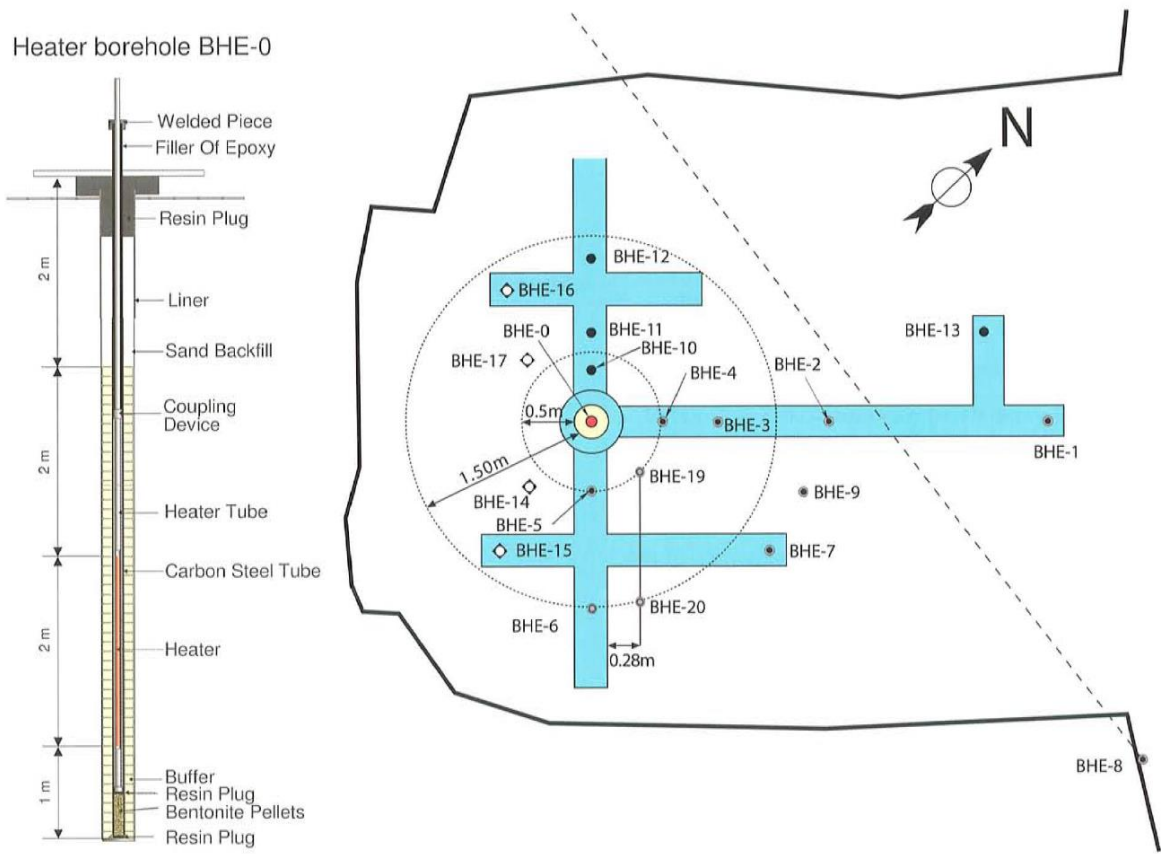 Heater borehole BHE-0
Welded Piece
Filler Of Epoxy
Resin Plug
2 m
Liner
Sand Backfill
Coupling
Device
2 m
Heater Tube
Carbon Steel Tube
2 m
Heater
1 m
Buffer
Resin Plug
Bentonite Pellets
Resin Plug
N
BHE-12
BHE-16
BHE-0
BHE-11
BHE-13
BHE-10
BHE-17
BHE-4
BHE-2
0.5m
BHE-3
BHE-1
1.50m
BHE-19
BHE-14
BHE-9
BHE-5
BHE-15
BHE-7
BHE-20
BHE-6
0.28m
BHE-8